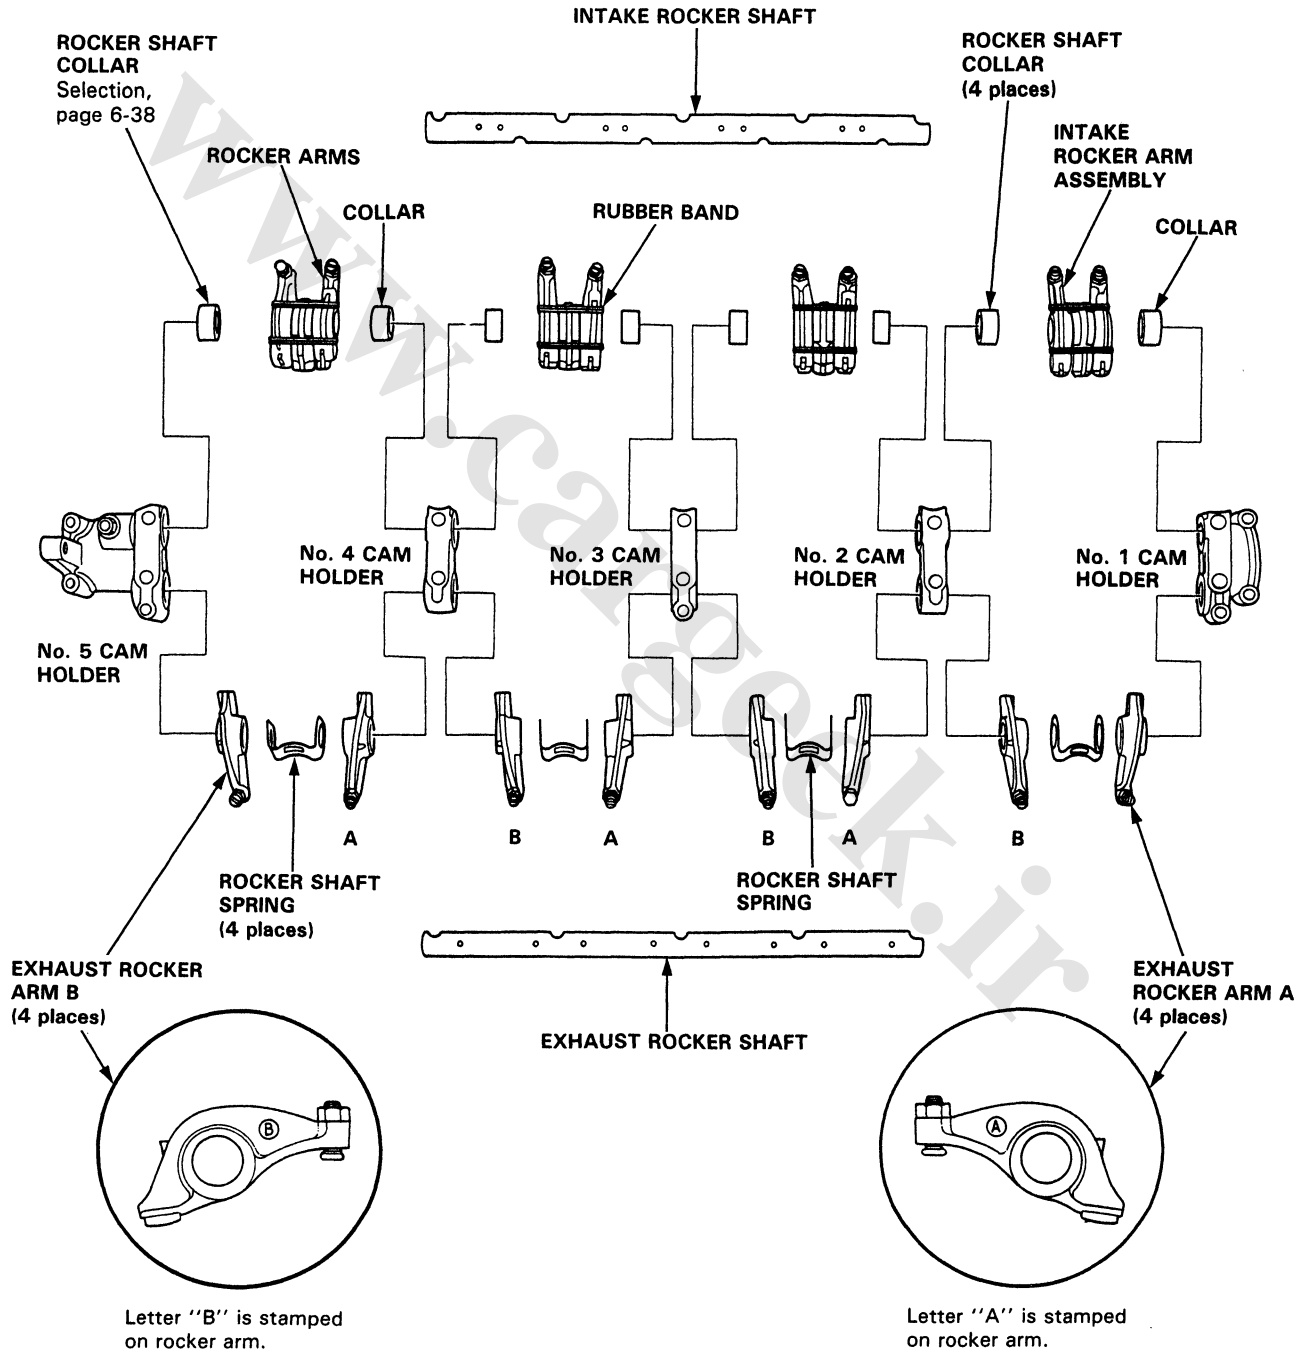 INTAKE ROCKER SHAFT
ROCKER SHAFT
COLLAR
Selection,
page 6-38
ROCKER SHAFT
COLLAR
(4 places)
INTAKE
ROCKER ARM
ASSEMBLY
ROCKER ARMS
COLLAR
RUBBER BAND
COLLAR
No. 4 CAM
HOLDER
No. 3 CAM
HOLDER
No. 2 CAM
HOLDER
No. 1 CAM
HOLDER
No. 5 CAM
HOLDER
A
B
A
B
A
B
ROCKER SHAFT
SPRING
(4 places)
ROCKER SHAFT
SPRING
EXHAUST ROCKER
ARM B
(4 places)
EXHAUST
ROCKER ARM A
(4 places)
EXHAUST ROCKER SHAFT
B
A
Letter "B" is stamped
on rocker arm.
Letter "A" is stamped
on rocker arm.
www.cargeek.ir